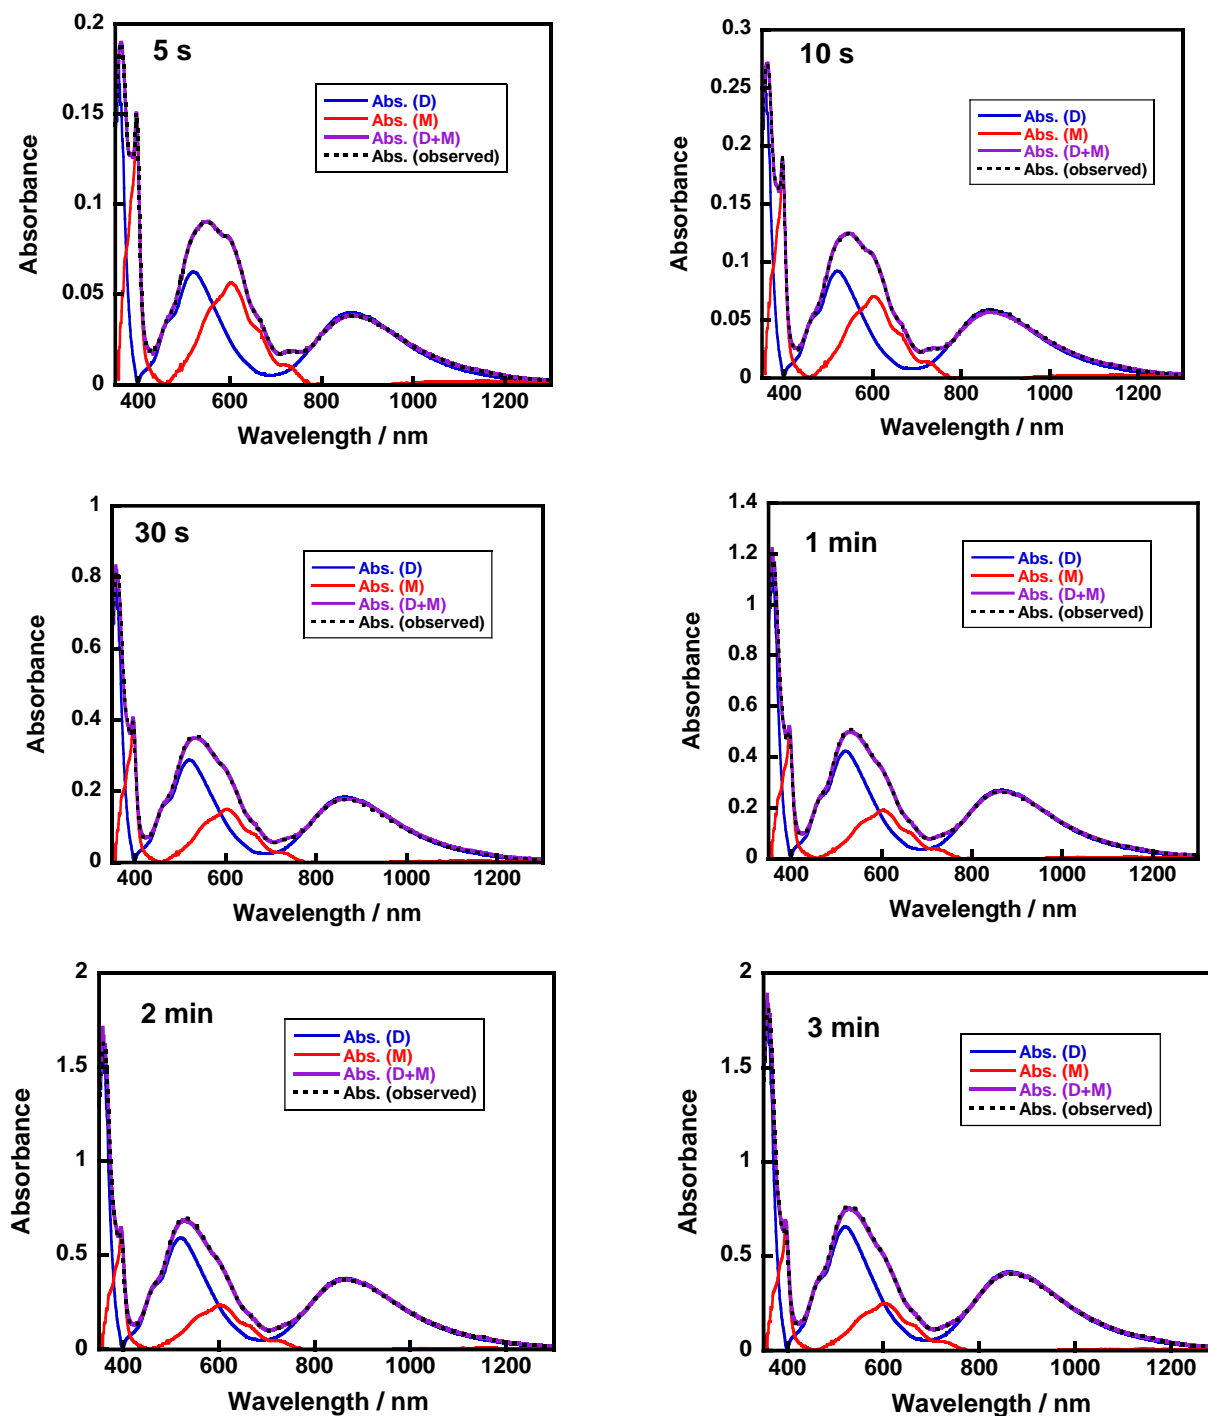 5 s
Abs. (D)
Abs. (M)
Abs. (D+M)
Abs. (observed)
0.2
0.15
0.1
0.05
0
400 600 800 1000 1200
Absorbance
Wavelength / nm
10 s
Abs. (D)
Abs. (M)
Abs. (D+M)
Abs. (observed)
0.3
0.25
0.2
0.15
0.1
0.05
0
400 600 800 1000 1200
Absorbance
Wavelength / nm
30 s
Abs. (D)
Abs. (M)
Abs. (D+M)
Abs. (observed)
1
0.8
0.6
0.4
0.2
0
400 600 800 1000 1200
Absorbance
Wavelength / nm
1 min
Abs. (D)
Abs. (M)
Abs. (D+M)
Abs. (observed)
1.4
1.2
1
0.8
0.6
0.4
0.2
0
400 600 800 1000 1200
Absorbance
Wavelength / nm
2 min
Abs. (D)
Abs. (M)
Abs. (D+M)
Abs. (observed)
2
1.5
1
0.5
0
400 600 800 1000 1200
Absorbance
Wavelength / nm
3 min
Abs. (D)
Abs. (M)
Abs. (D+M)
Abs. (observed)
2
1.5
1
0.5
0
400 600 800 1000 1200
Absorbance
Wavelength / nm